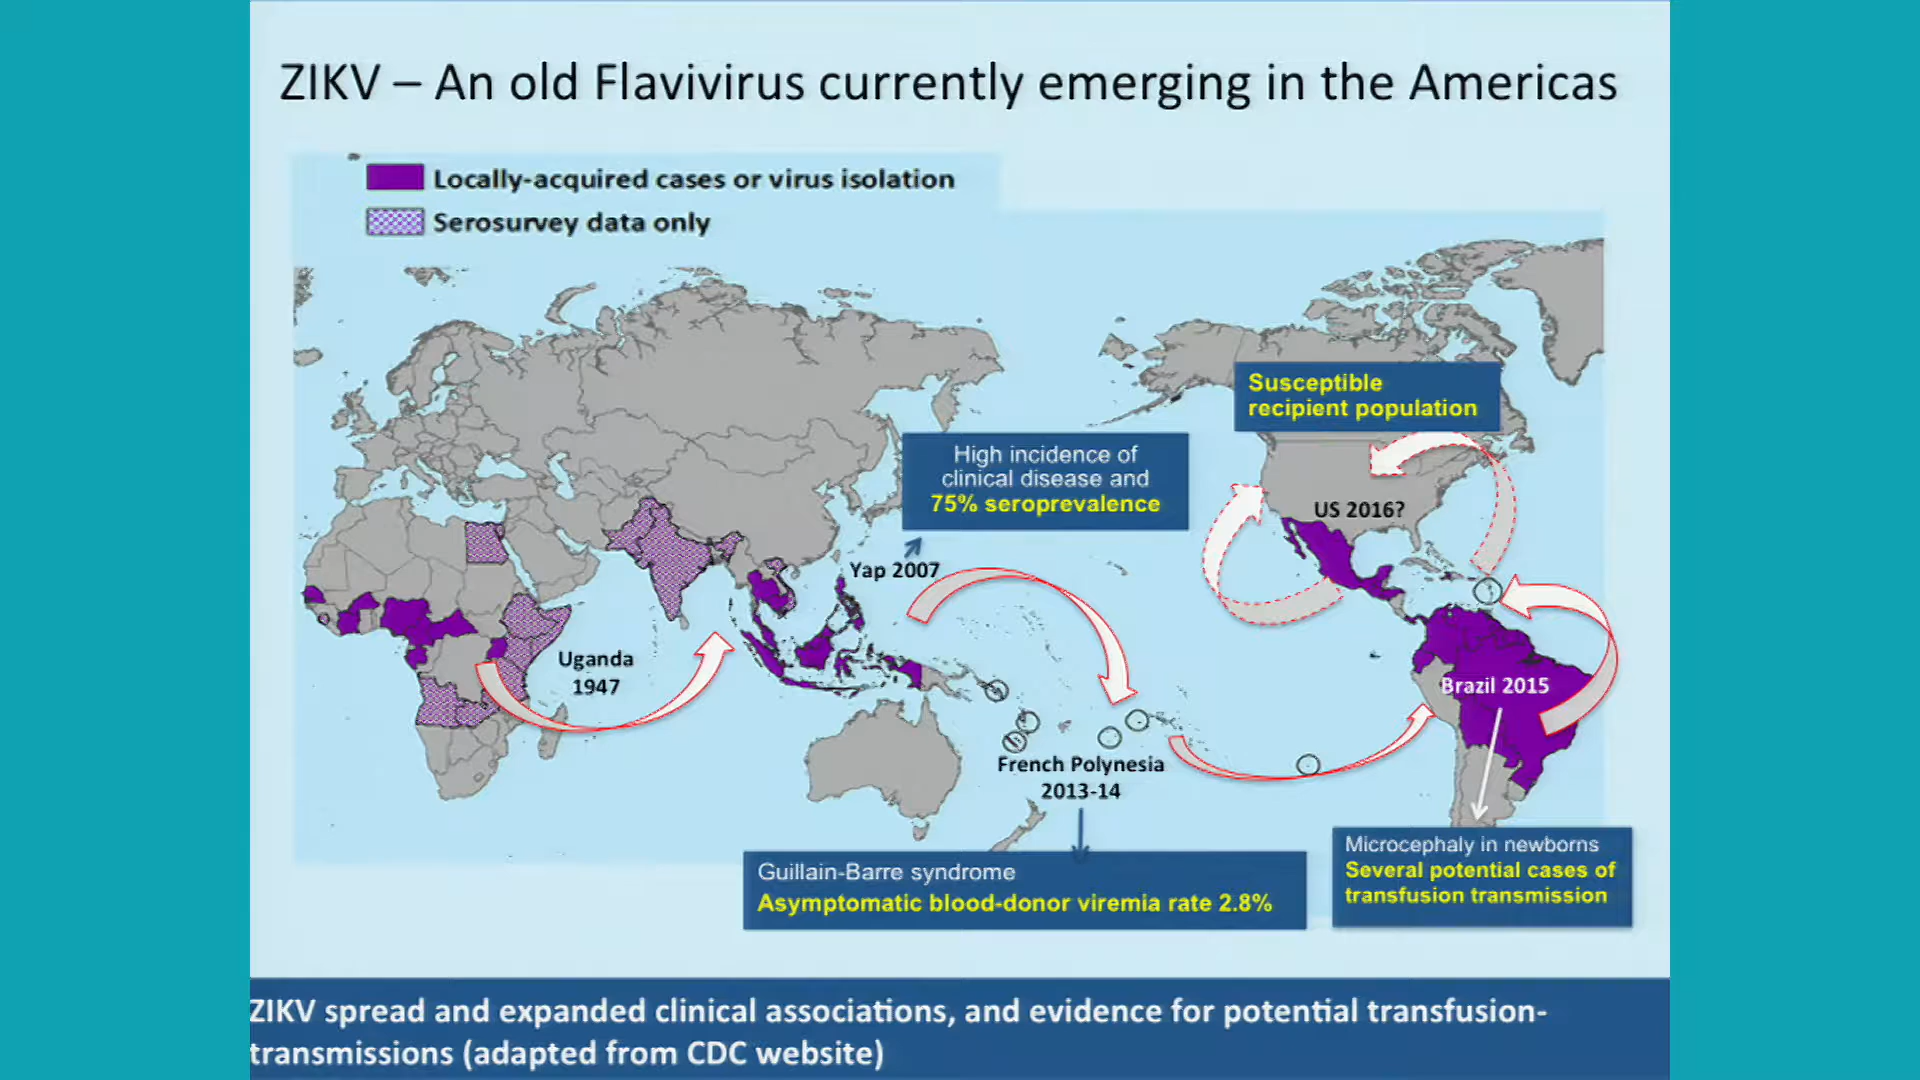 ZIKV – An old Flavivirus currently emerging in the Americas
Locally-acquired cases or virus isolation
Serosurvey data only
Susceptible
recipient population
High incidence of
clinical disease and
75% seroprevalence
US 2016?
Yap 2007
Uganda
1947
Brazil 2015
French Polynesia
2013-14
Microcephaly in newborns
Several potential cases of
transfusion transmission
Guillain-Barre syndrome
Asymptomatic blood-donor viremia rate 2.8%
ZIKV spread and expanded clinical associations, and evidence for potential transfusion-
transmissions (adapted from CDC website)